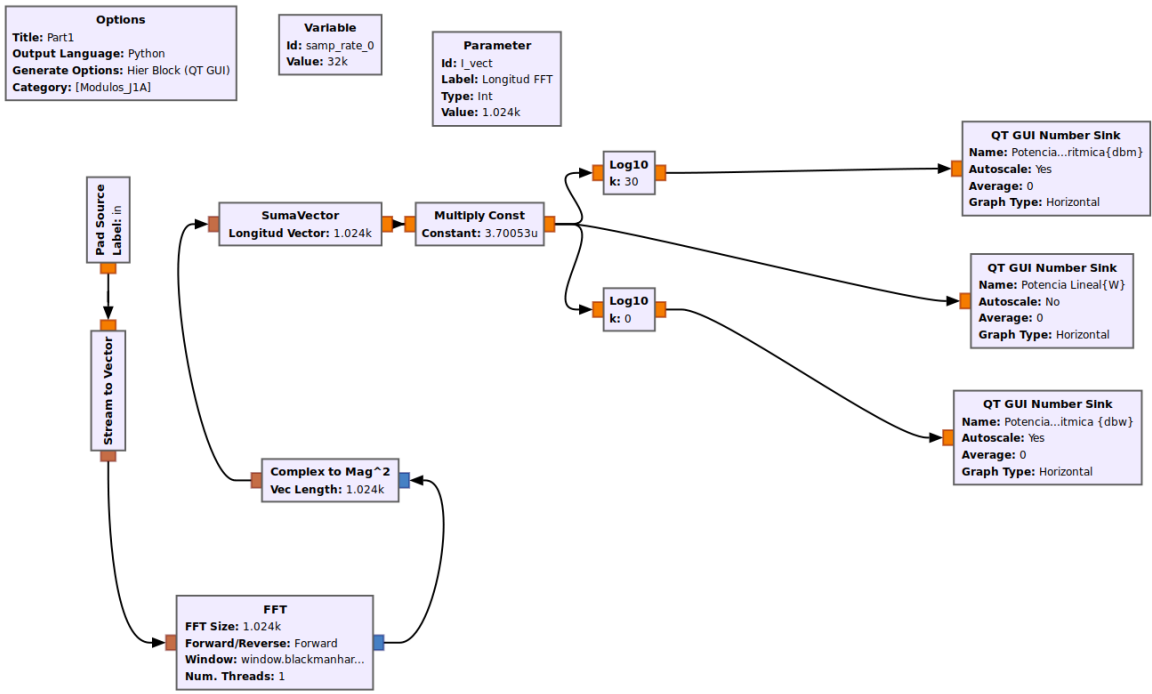 Options
Title: Part1
Output Language: Python
Generate Options: Hier Block (QT GUI)
Category: [Modulos_J1A]
Variable
Id: samp_rate_0
Value: 32k
Parameter
Id: l_vect
Label: Longitud FFT
Type: Int
Value: 1.024k
Pad Source
Label: in
Stream to Vector
SumaVector
Longitud Vector: 1.024k
Multiply Const
Constant: 3.70053u
Log10
k: 30
Log10
k: 0
QT GUI Number Sink
Name: Potencia...ritmica{dbm}
Autoscale: Yes
Average: 0
Graph Type: Horizontal
QT GUI Number Sink
Name: Potencia Lineal{W}
Autoscale: No
Average: 0
Graph Type: Horizontal
QT GUI Number Sink
Name: Potencia...itmica {dbw}
Autoscale: Yes
Average: 0
Graph Type: Horizontal
Complex to Mag^2
Vec Length: 1.024k
FFT
FFT Size: 1.024k
Forward/Reverse: Forward
Window: window.blackmanhar...
Num. Threads: 1